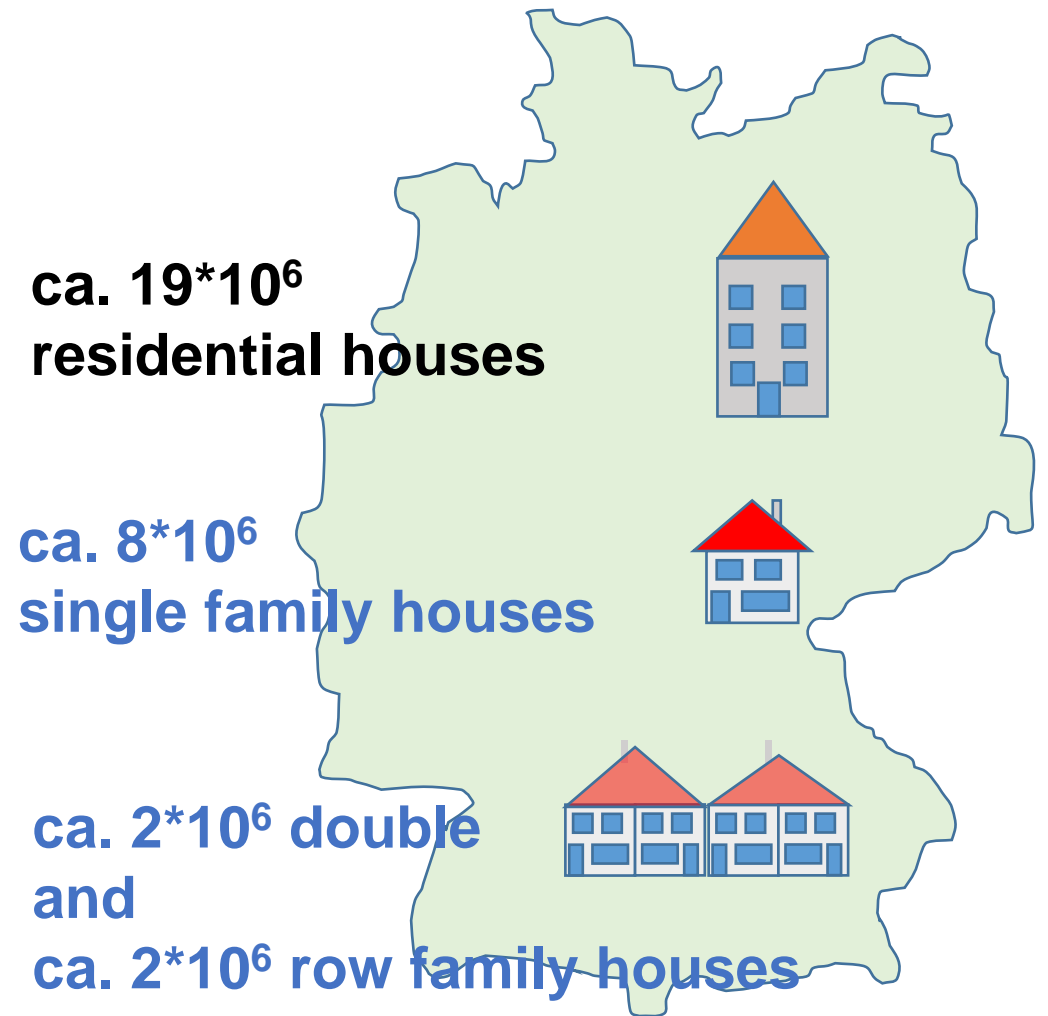 ca. 19*10⁶
residential houses
ca. 8*10⁶
single family houses
ca. 2*10⁶ double
and
ca. 2*10⁶ row family houses